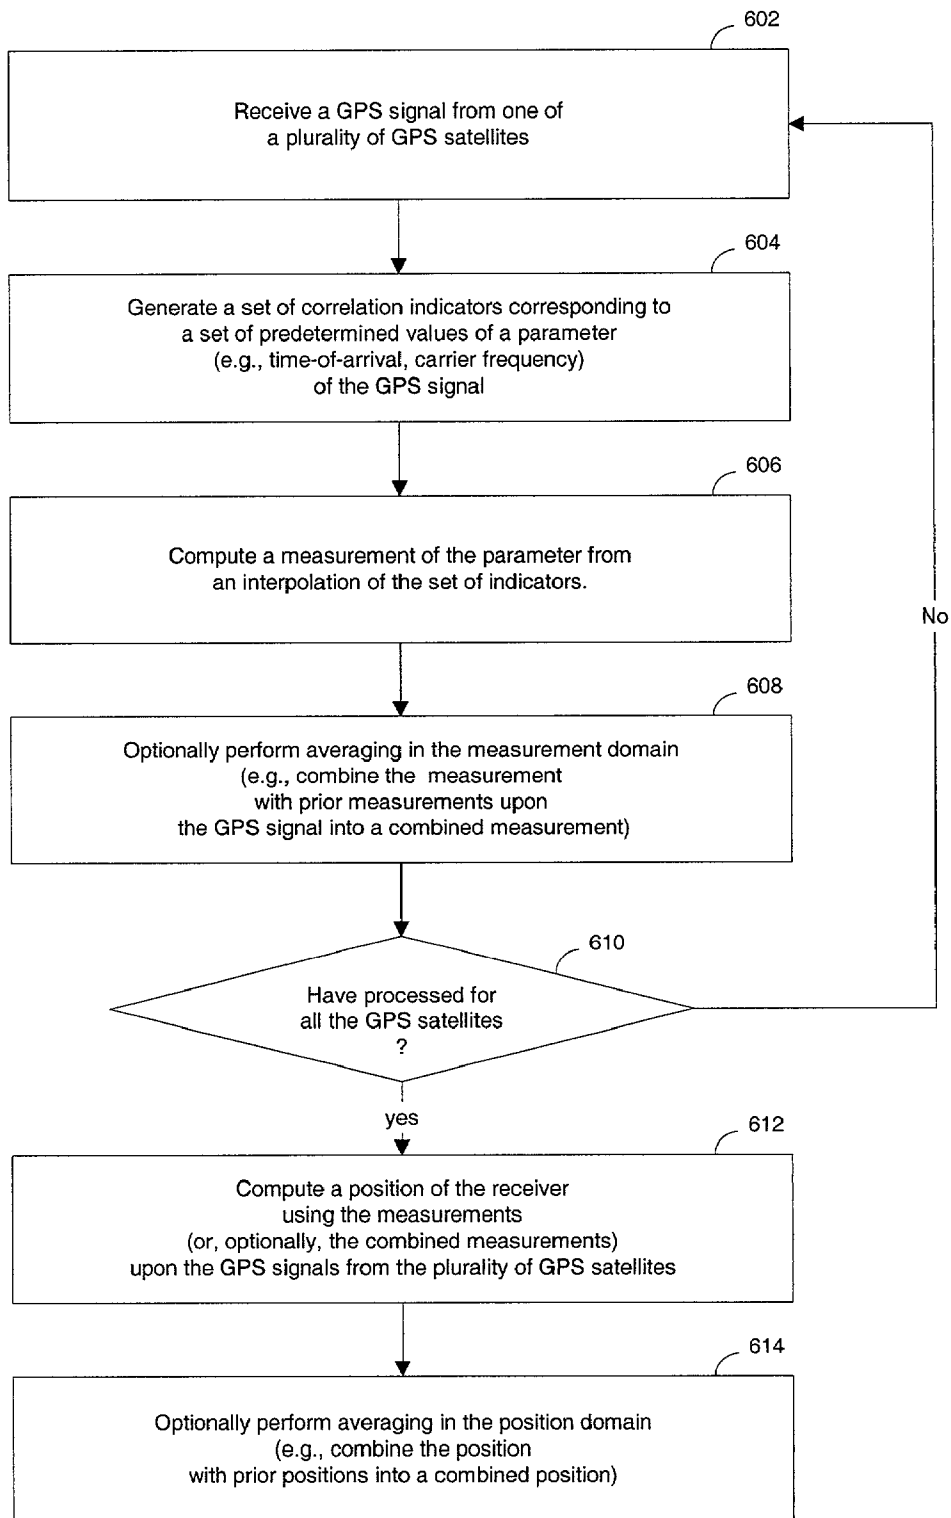 602
Receive a GPS signal from one of
a plurality of GPS satellites
604
Generate a set of correlation indicators corresponding to
a set of predetermined values of a parameter
(e.g., time-of-arrival, carrier frequency)
of the GPS signal
606
Compute a measurement of the parameter from
an interpolation of the set of indicators.
No
608
Optionally perform averaging in the measurement domain
(e.g., combine the measurement
with prior measurements upon
the GPS signal into a combined measurement)
610
Have processed for
all the GPS satellites
?
yes
612
Compute a position of the receiver
using the measurements
(or, optionally, the combined measurements)
upon the GPS signals from the plurality of GPS satellites
614
Optionally perform averaging in the position domain
(e.g., combine the position
with prior positions into a combined position)